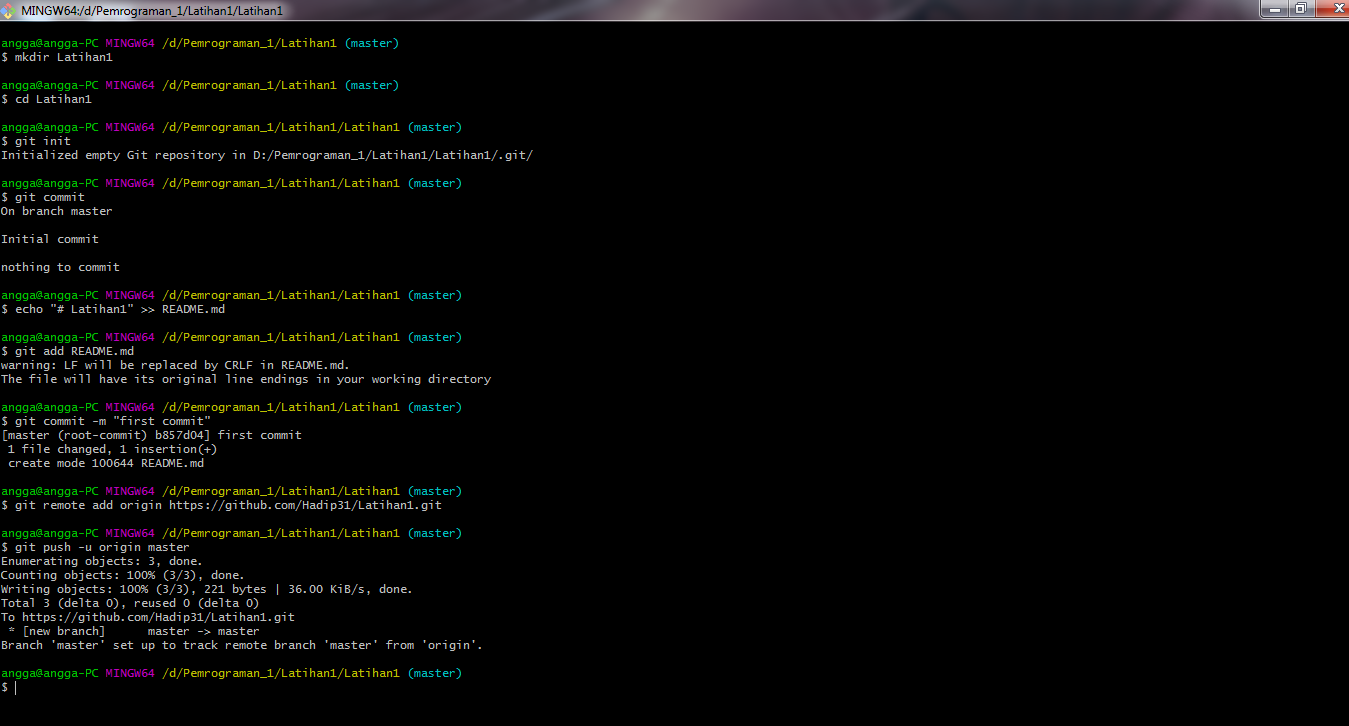 MINGW64:/d/Pemrograman_1/Latihan1/Latihan1
angga@angga-PC MINGW64 /d/Pemrograman_1/Latihan1 (master)
$ mkdir Latihan1
angga@angga-PC MINGW64 /d/Pemrograman_1/Latihan1 (master)
$ cd Latihan1
angga@angga-PC MINGW64 /d/Pemrograman_1/Latihan1/Latihan1 (master)
$ git init
Initialized empty Git repository in D:/Pemrograman_1/Latihan1/Latihan1/.git/
angga@angga-PC MINGW64 /d/Pemrograman_1/Latihan1/Latihan1 (master)
$ git commit
On branch master
Initial commit
nothing to commit
angga@angga-PC MINGW64 /d/Pemrograman_1/Latihan1/Latihan1 (master)
$ echo "# Latihan1" >> README.md
angga@angga-PC MINGW64 /d/Pemrograman_1/Latihan1/Latihan1 (master)
$ git add README.md
warning: LF will be replaced by CRLF in README.md.
The file will have its original line endings in your working directory
angga@angga-PC MINGW64 /d/Pemrograman_1/Latihan1/Latihan1 (master)
$ git commit -m "first commit"
[master (root-commit) b857d04] first commit
 1 file changed, 1 insertion(+)
 create mode 100644 README.md
angga@angga-PC MINGW64 /d/Pemrograman_1/Latihan1/Latihan1 (master)
$ git remote add origin https://github.com/Hadip31/Latihan1.git
angga@angga-PC MINGW64 /d/Pemrograman_1/Latihan1/Latihan1 (master)
$ git push -u origin master
Enumerating objects: 3, done.
Counting objects: 100% (3/3), done.
Writing objects: 100% (3/3), 221 bytes | 36.00 KiB/s, done.
Total 3 (delta 0), reused 0 (delta 0)
To https://github.com/Hadip31/Latihan1.git
 * [new branch]      master -> master
Branch 'master' set up to track remote branch 'master' from 'origin'.
angga@angga-PC MINGW64 /d/Pemrograman_1/Latihan1/Latihan1 (master)
$